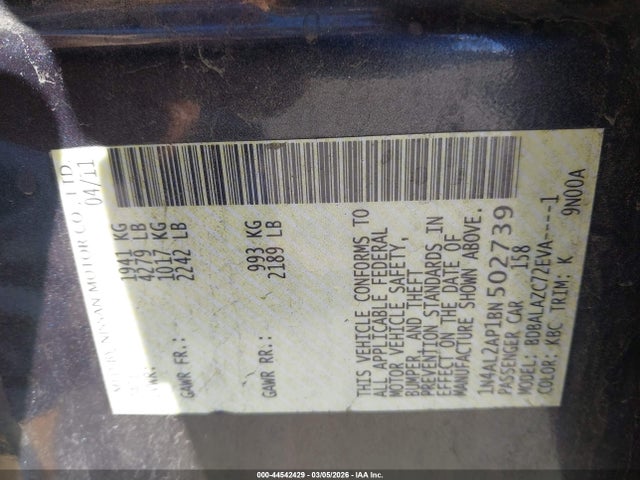 NISSAN MOTOR CO., LTD.
04/11
1941 KG
4279 LB
GAWR FR.: 1017 KG
2242 LB
GAWR RR.: 993 KG
2189 LB
THIS VEHICLE CONFORMS TO
ALL APPLICABLE FEDERAL
MOTOR VEHICLE SAFETY,
BUMPER, AND THEFT
PREVENTION STANDARDS IN
EFFECT ON THE DATE OF
MANUFACTURE SHOWN ABOVE.
1N4AL2AP1BN502739
PASSENGER CAR 158
MODEL: BDBALAZC72EVA----1
COLOR: KBC TRIM: K 9N00A
000-44542429 | 03/05/2026 | IAA Inc.